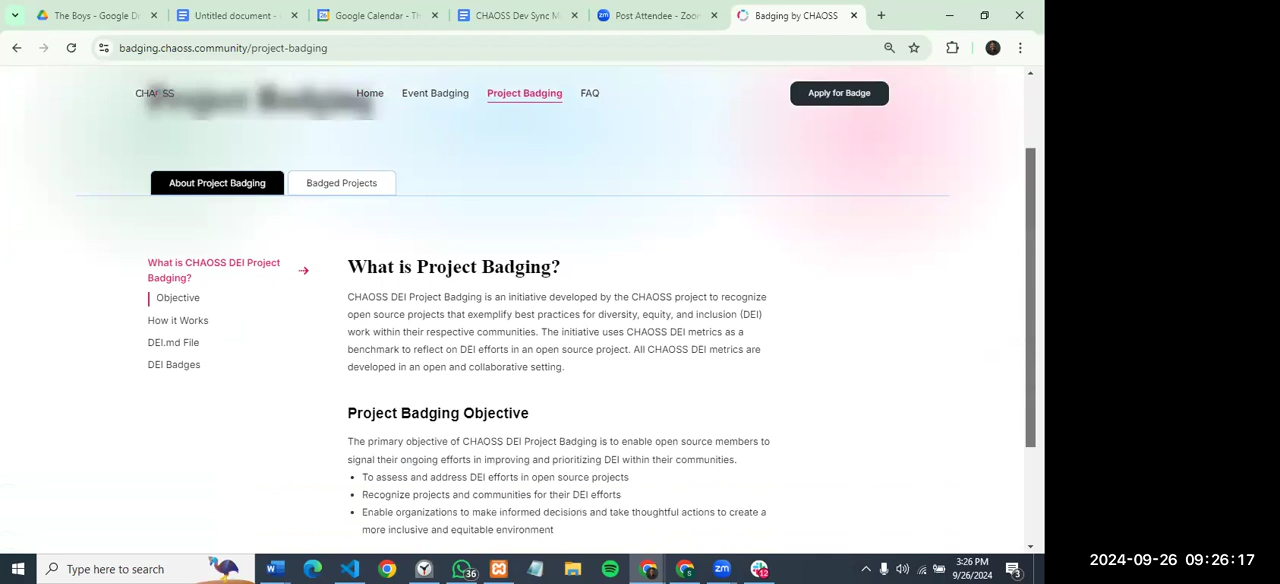 The Boys - Google D
Untitled document -
Google Calendar - Th
CHAOSS Dev Sync M
Post Attendee - Zoom
Badging by CHAOSS
badging.chaoss.community/project-badging
Project Badging
CHAOSS
Home
Event Badging
Project Badging
FAQ
Apply for Badge
About Project Badging
Badged Projects
What is CHAOSS DEI Project
Badging?
Objective
How it Works
DEI.md File
DEI Badges
What is Project Badging?
CHAOSS DEI Project Badging is an initiative developed by the CHAOSS project to recognize
open source projects that exemplify best practices for diversity, equity, and inclusion (DEI)
work within their respective communities. The initiative uses CHAOSS DEI metrics as a
benchmark to reflect on DEI efforts in an open source project. All CHAOSS DEI metrics are
developed in an open and collaborative setting.
Project Badging Objective
The primary objective of CHAOSS DEI Project Badging is to enable open source members to
signal their ongoing efforts in improving and prioritizing DEI within their communities.
• To assess and address DEI efforts in open source projects
• Recognize projects and communities for their DEI efforts
• Enable organizations to make informed decisions and take thoughtful actions to create a
more inclusive and equitable environment
Type here to search
36
zm
12
3:26 PM
9/26/2024
3
2024-09-26 09:26:17